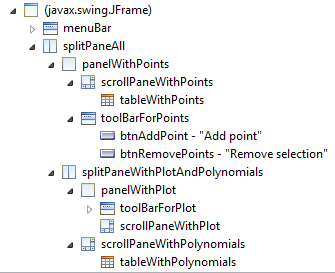 (javax.swing.JFrame)
menuBar
splitPaneAll
panelWithPoints
scrollPaneWithPoints
tableWithPoints
toolBarForPoints
btnAddPoint - "Add point"
btnRemovePoints - "Remove selection"
splitPaneWithPlotAndPolynomials
panelWithPlot
toolBarForPlot
scrollPaneWithPlot
scrollPaneWithPolynomials
tableWithPolynomials